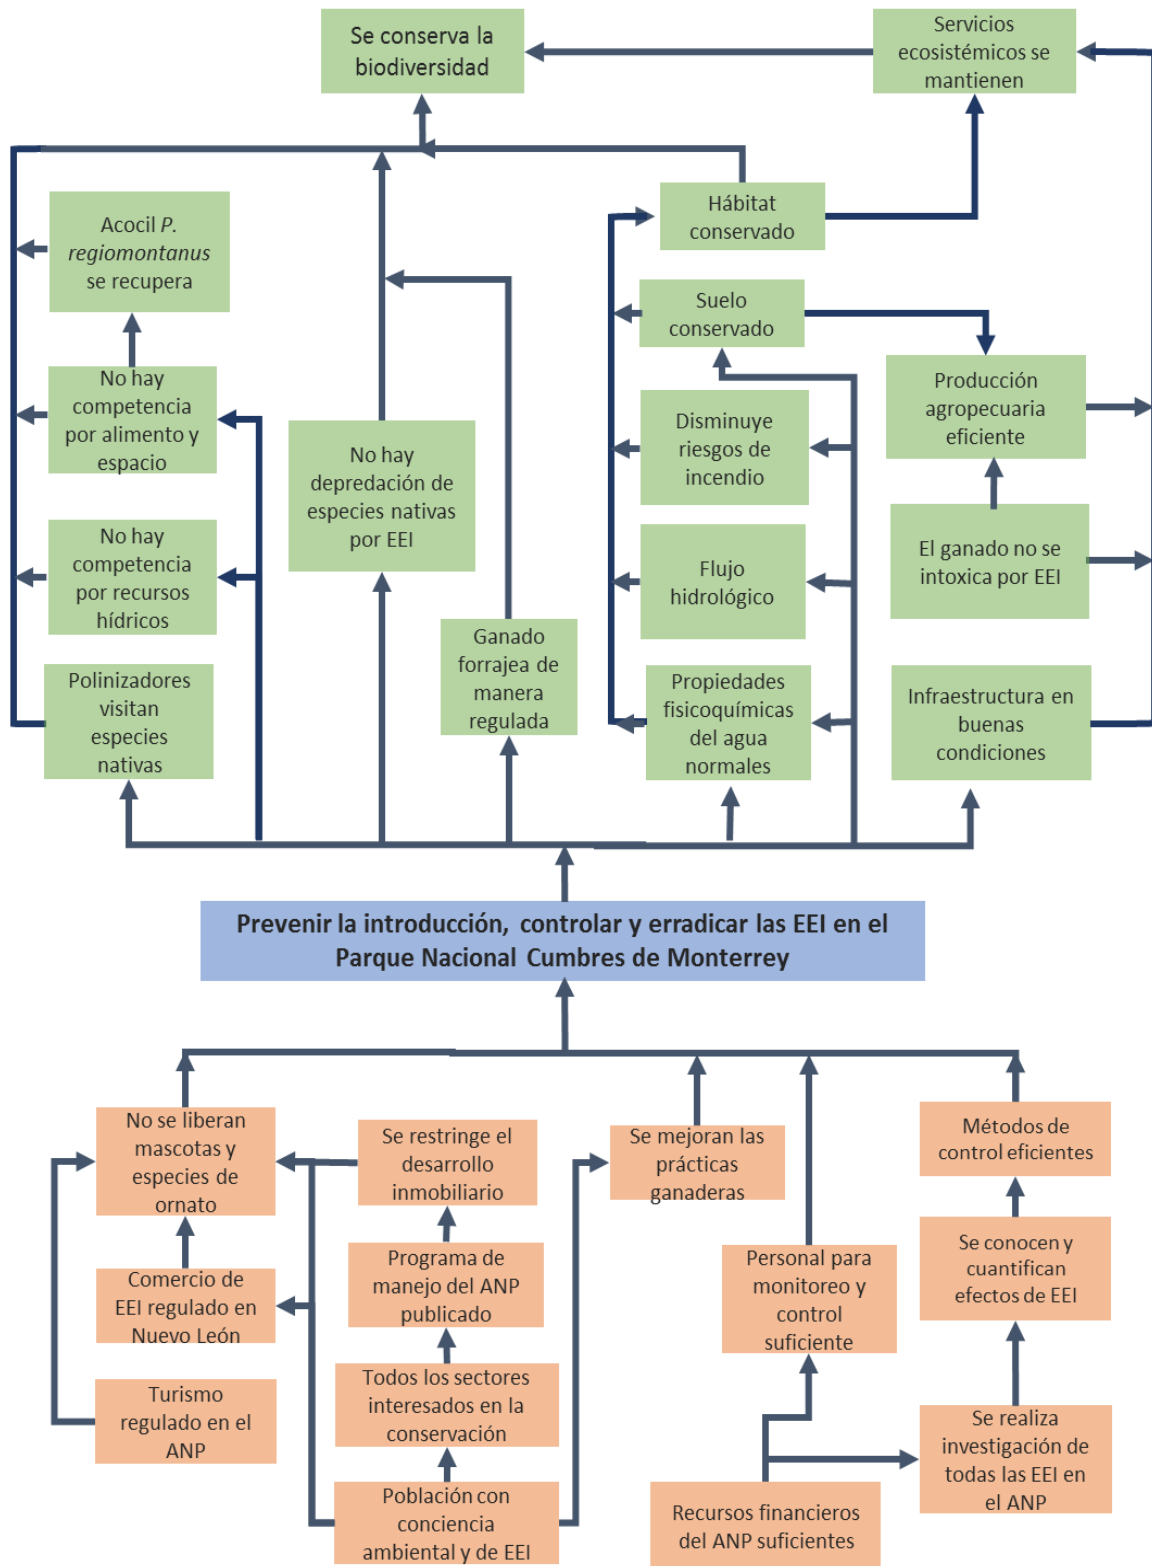 Se conserva la
biodiversidad
Servicios
ecosistémicos se
mantienen
Acocil P.
regiomontanus
se recupera
Hábitat
conservado
Suelo
conservado
No hay
competencia
por alimento y
espacio
No hay
depredación de
especies nativas
por EEI
Disminuye
riesgos de
incendio
Producción
agropecuaria
eficiente
No hay
competencia
por recursos
hídricos
Flujo
hidrológico
El ganado no se
intoxica por EEI
Polinizadores
visitan
especies
nativas
Ganado
forrajea de
manera
regulada
Propiedades
fisicoquímicas
del agua
normales
Infraestructura en
buenas
condiciones
Prevenir la introducción, controlar y erradicar las EEI en el
Parque Nacional Cumbres de Monterrey
No se liberan
mascotas y
especies de
ornato
Se restringe el
desarrollo
inmobiliario
Se mejoran las
prácticas
ganaderas
Métodos de
control eficientes
Comercio de
EEI regulado en
Nuevo León
Programa de
manejo del ANP
publicado
Personal para
monitoreo y
control
suficiente
Se conocen y
cuantifican
efectos de EEI
Turismo
regulado en el
ANP
Todos los sectores
interesados en la
conservación
Se realiza
investigación de
todas las EEI en
el ANP
Población con
conciencia
ambiental y de EEI
Recursos financieros
del ANP suficientes